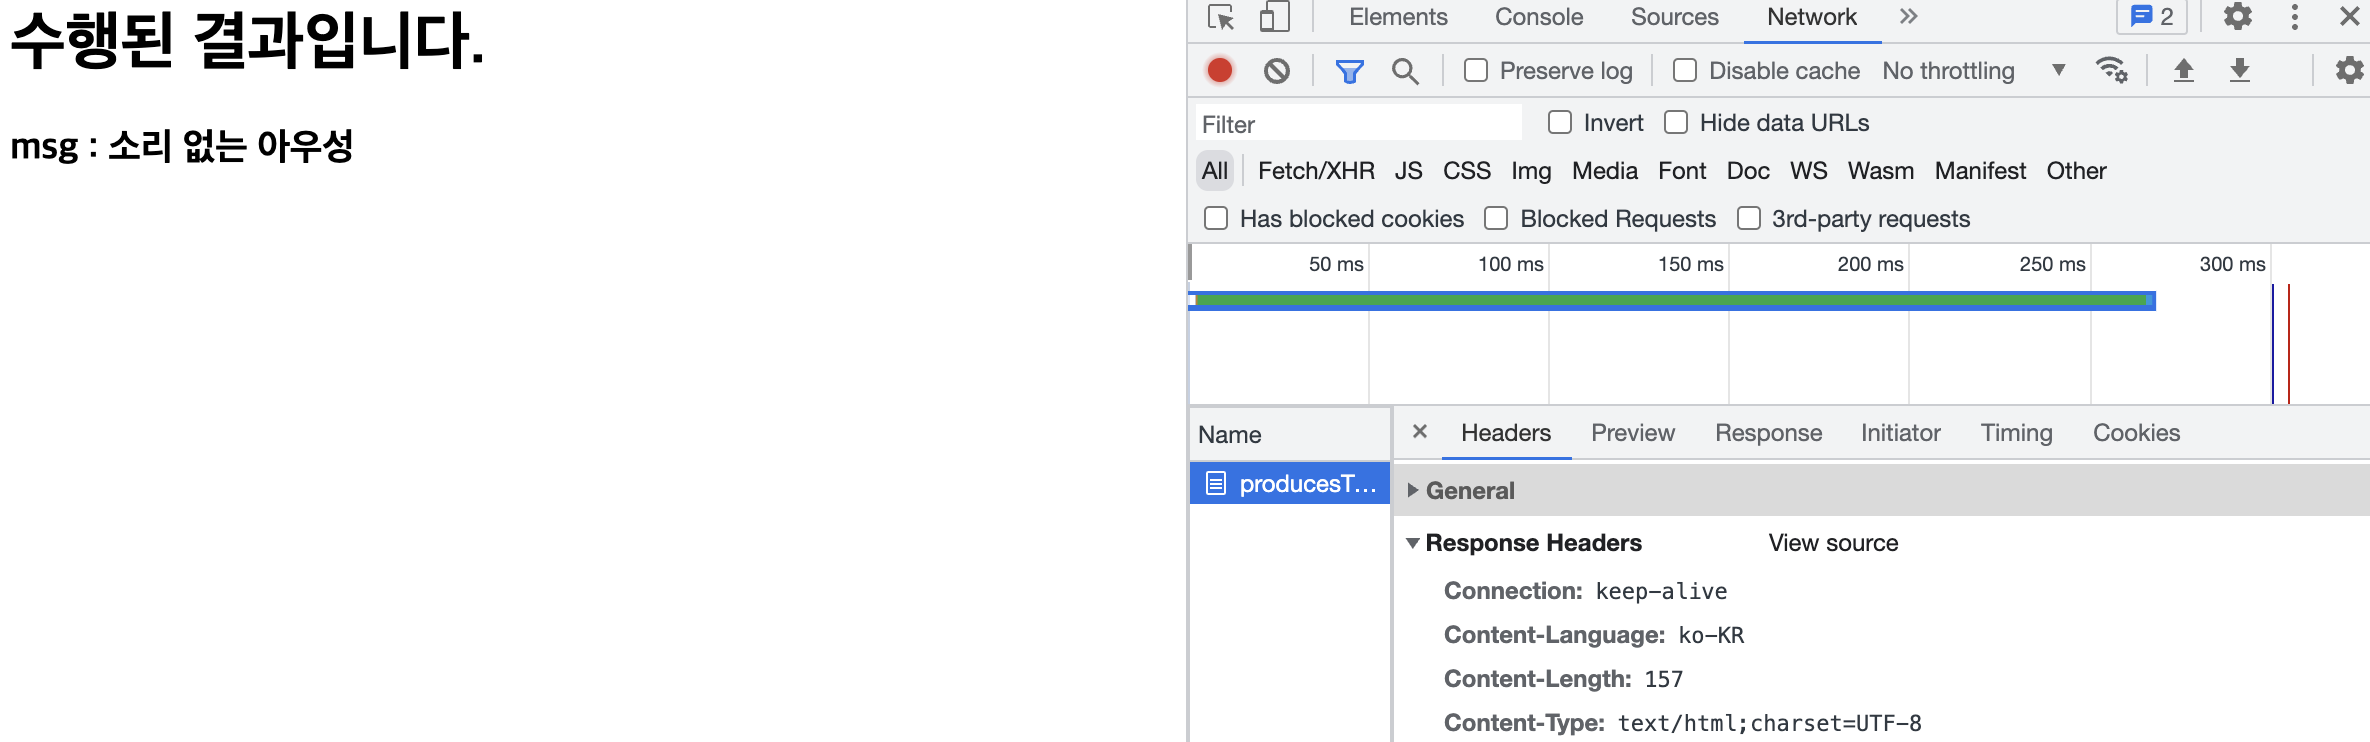 수행된 결과입니다.
msg : 소리 없는 아우성
Elements Console Sources Network 2
Preserve log Disable cache No throttling
Filter Invert Hide data URLs
All Fetch/XHR JS CSS Img Media Font Doc WS Wasm Manifest Other
Has blocked cookies Blocked Requests 3rd-party requests
50 ms 100 ms 150 ms 200 ms 250 ms 300 ms
Name
producesT...
Headers Preview Response Initiator Timing Cookies
General
Response Headers View source
Connection: keep-alive
Content-Language: ko-KR
Content-Length: 157
Content-Type: text/html;charset=UTF-8